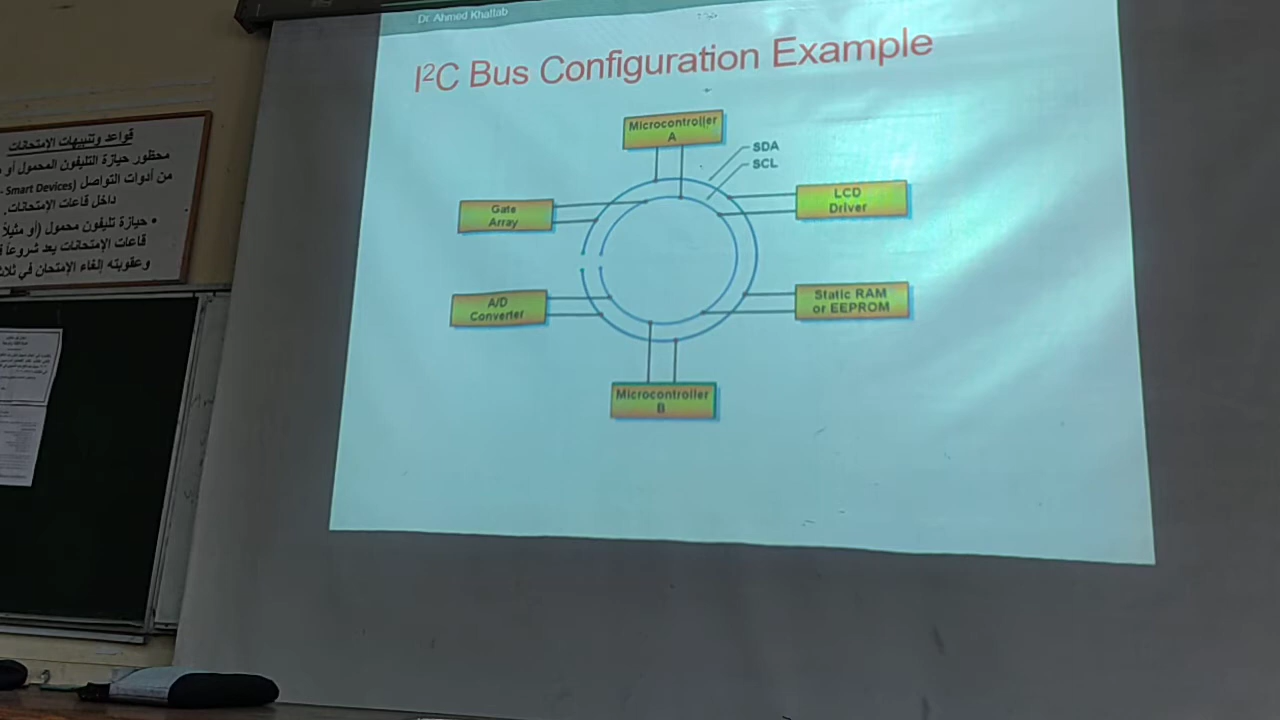 Dr Ahmed Khattab
I²C Bus Configuration Example
Microcontroller
A
SDA
SCL
LCD
Driver
Gate
Array
A/D
Converter
Static RAM
or EEPROM
Microcontroller
B
قواعد وتنبيهات الإمتحانات
محظور حيازة التليفون المحمول أو
من أدوات التواصل (Smart Devices -
داخل قاعات الإمتحانات.
• حيازة تليفون محمول (أو مثيلاً
قاعات الإمتحانات بعد شروعاً
وعقوبته إلغاء الإمتحان في